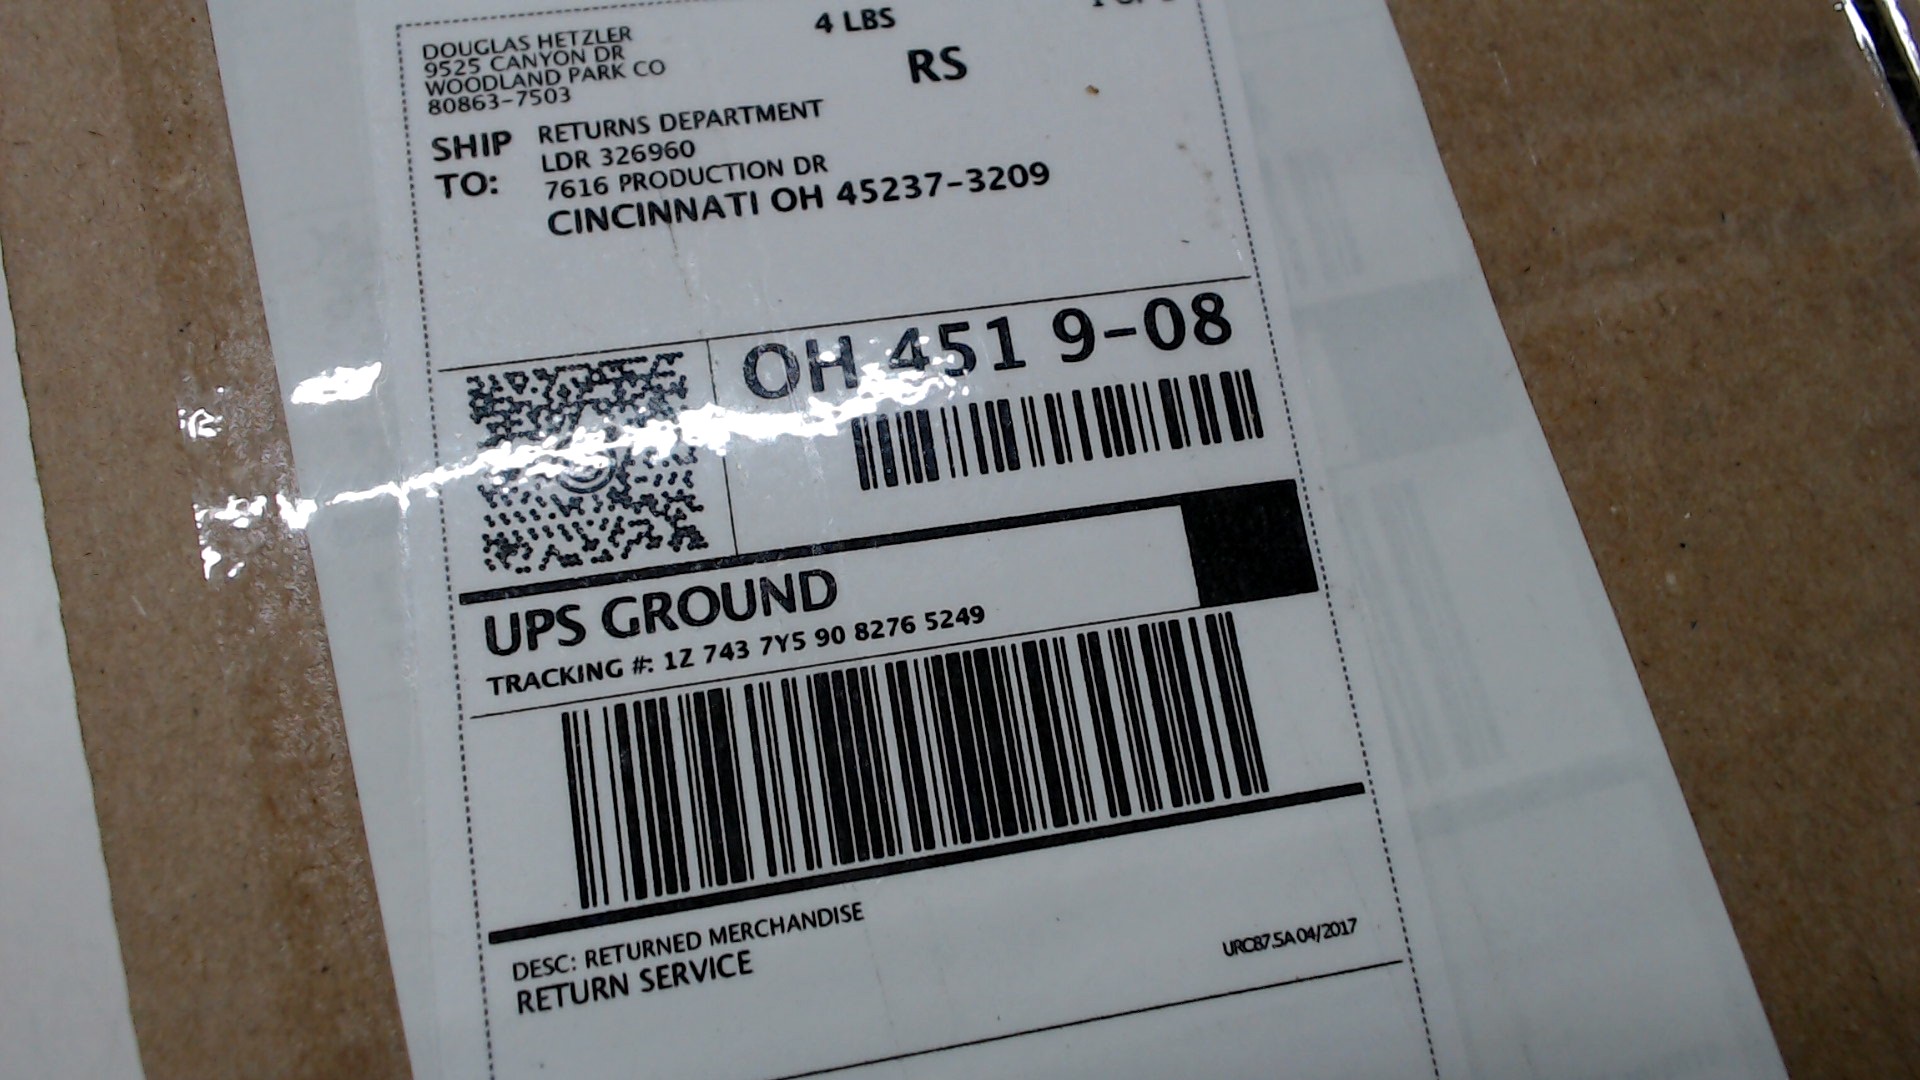 4 LBS
RS
DOUGLAS HETZLER
9525 CANYON DR
WOODLAND PARK CO
80863-7503
SHIP TO:
RETURNS DEPARTMENT
LDR 326960
7616 PRODUCTION DR
CINCINNATI OH 45237-3209
OH 451 9-08
UPS GROUND
TRACKING #: 1Z 743 7Y5 90 8276 5249
DESC: RETURNED MERCHANDISE
RETURN SERVICE
URC87.5A 04/2017